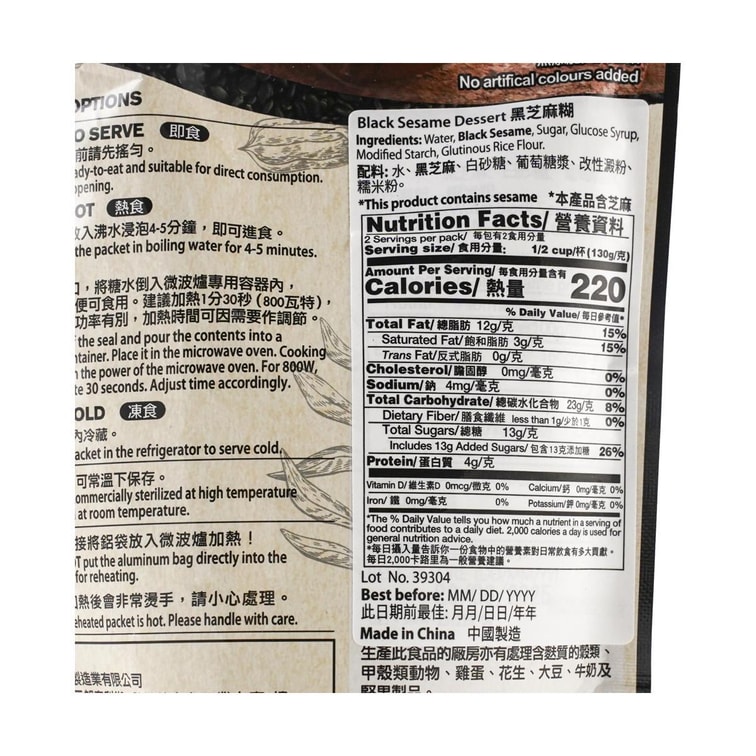 No artifical colours added
OPTIONS
O SERVE 即食
前請先搖勻。
ady-to-eat and suitable for direct consumption.
opening.
OT 熱食
放入沸水浸泡4-5分鐘，即可進食。
the packet in boiling water for 4-5 minutes.
口，將糖水倒入微波爐專用容器內，
便可食用。建議加熱1分30秒（800瓦特），
功率有別，加熱時間可因需要作調節。
the seal and pour the contents into a
ntainer. Place it in the microwave oven. Cooking
n the power of the microwave oven. For 800W,
te 30 seconds. Adjust time accordingly.
OLD 凍食
內冷藏。
acket in the refrigerator to serve cold.
可常溫下保存。
ommercially sterilized at high temperature
at room temperature.
接將鋁袋放入微波爐加熱！
OT put the aluminum bag directly into the
for reheating.
加熱後會非常燙手，請小心處理。
eheated packet is hot. Please handle with care.
製造業有限公司
Black Sesame Dessert 黑芝麻糊
Ingredients: Water, Black Sesame, Sugar, Glucose Syrup,
Modified Starch, Glutinous Rice Flour.
配料: 水、黑芝麻、白砂糖、葡萄糖漿、改性澱粉、
糯米粉。
*This product contains sesame *本產品含芝麻
Nutrition Facts/ 營養資料
2 Servings per pack/ 每包有2食用分量
Serving size/ 食用分量: 1/2 cup/杯 (130g/克)
Amount Per Serving/ 每食用分量含有
Calories/ 熱量 220
% Daily Value/ 每日參考值*
Total Fat/ 總脂肪 12g/克 15%
Saturated Fat/飽和脂肪 3g/克 15%
Trans Fat/反式脂肪 0g/克
Cholesterol/膽固醇 0mg/毫克 0%
Sodium/鈉 4mg/毫克 0%
Total Carbohydrate/ 總碳水化合物 23g/克 8%
Dietary Fiber/ 膳食纖維 less than 1g/少於1克 0%
Total Sugars/總糖 13g/克
Includes 13g Added Sugars/ 包含13克添加糖 26%
Protein/ 蛋白質 4g/克
Vitamin D/ 維生素D 0mcg/微克 0% Calcium/鈣 0mg/毫克 0%
Iron/ 鐵 0mg/毫克 0% Potassium/鉀 0mg/毫克 0%
*The % Daily Value tells you how much a nutrient in a serving of
food contributes to a daily diet. 2,000 calories a day is used for
general nutrition advice.
*每日攝入量告訴你一份食物中的營養素對日常飲食有多大貢獻。
每日2,000卡路里為一般營養建議。
Lot No. 39304
Best before: MM/ DD/ YYYY
此日期前最佳: 月月/日日/年年
Made in China 中國製造
生產此食品的廠房亦有處理含麩質的穀類、
甲殼類動物、雞蛋、花生、大豆、牛奶及
堅果製品。